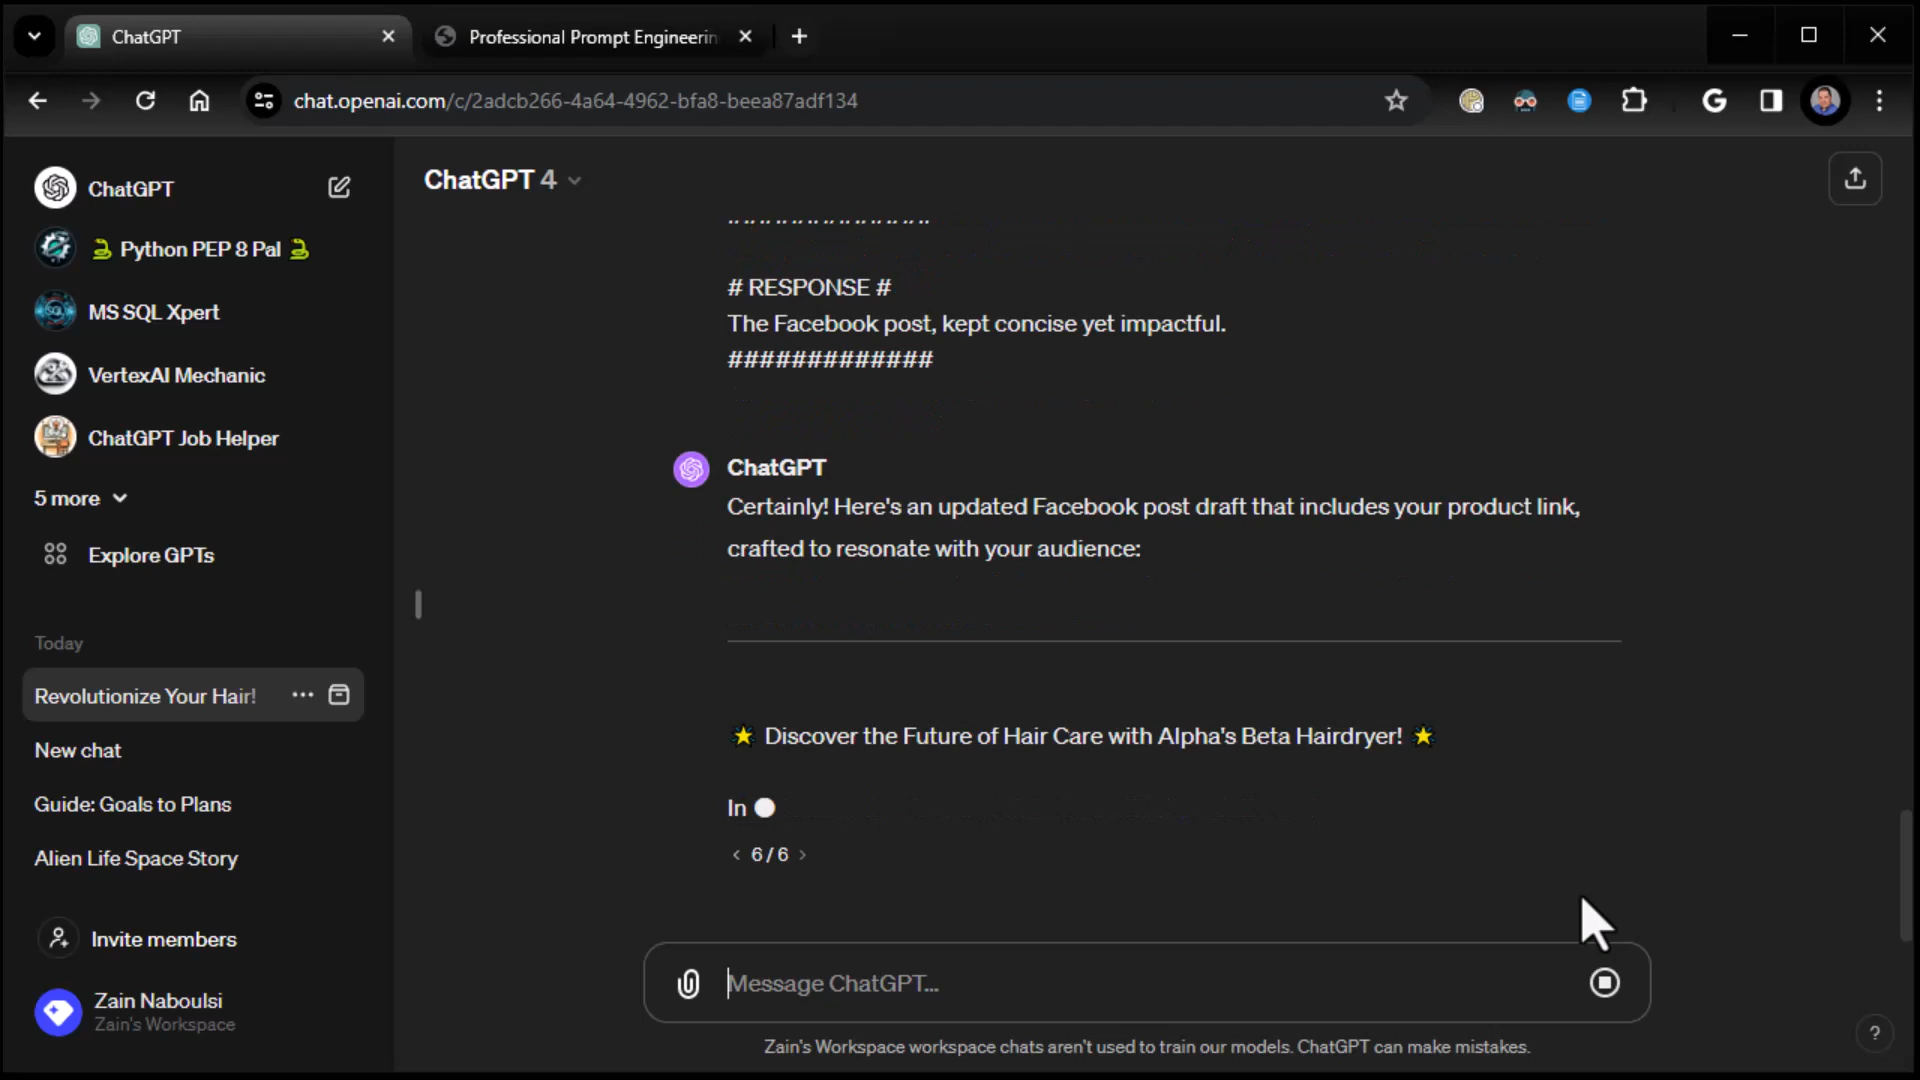 ChatGPT
Professional Prompt Engineerin
chat.openai.com/c/2adcb266-4a64-4962-bfa8-beea87adf134
ChatGPT
Python PEP 8 Pal
MS SQL Xpert
VertexAI Mechanic
ChatGPT Job Helper
5 more
Explore GPTs
Today
Revolutionize Your Hair!
New chat
Guide: Goals to Plans
Alien Life Space Story
Invite members
Zain Naboulsi
Zain's Workspace
ChatGPT 4
# RESPONSE #
The Facebook post, kept concise yet impactful.
#############
ChatGPT
Certainly! Here's an updated Facebook post draft that includes your product link,
crafted to resonate with your audience:
🌟 Discover the Future of Hair Care with Alpha's Beta Hairdryer! 🌟
In
< 6 / 6 >
Message ChatGPT...
Zain's Workspace workspace chats aren't used to train our models. ChatGPT can make mistakes.
?